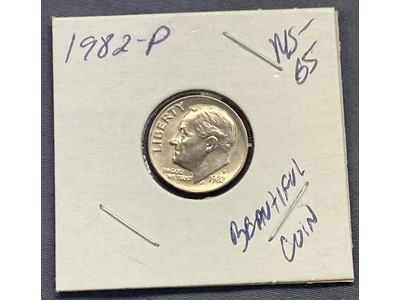 1982-P
MS-
65
LIBERTY
IN GOD
WE TRUST
P
1982
BEAUTIFUL
COIN